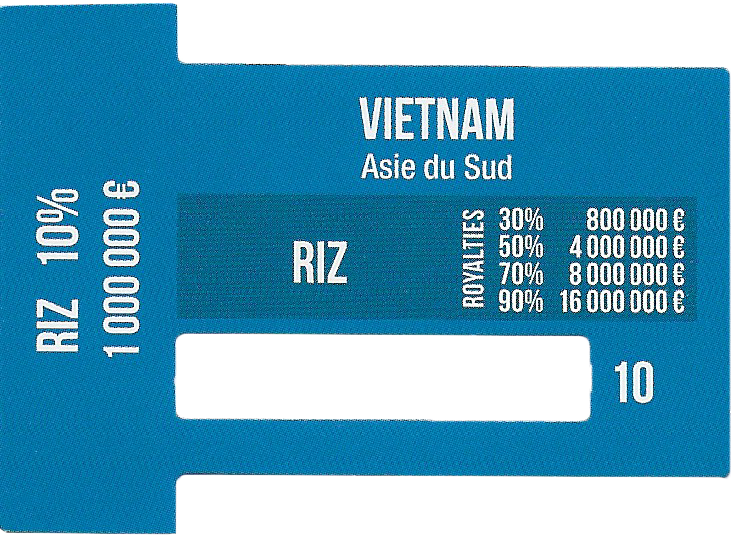 RIZ 10%
1 000 000 €
VIETNAM
Asie du Sud
RIZ
ROYALTIES
30% 800 000 €
50% 4 000 000 €
70% 8 000 000 €
90% 16 000 000 €
10